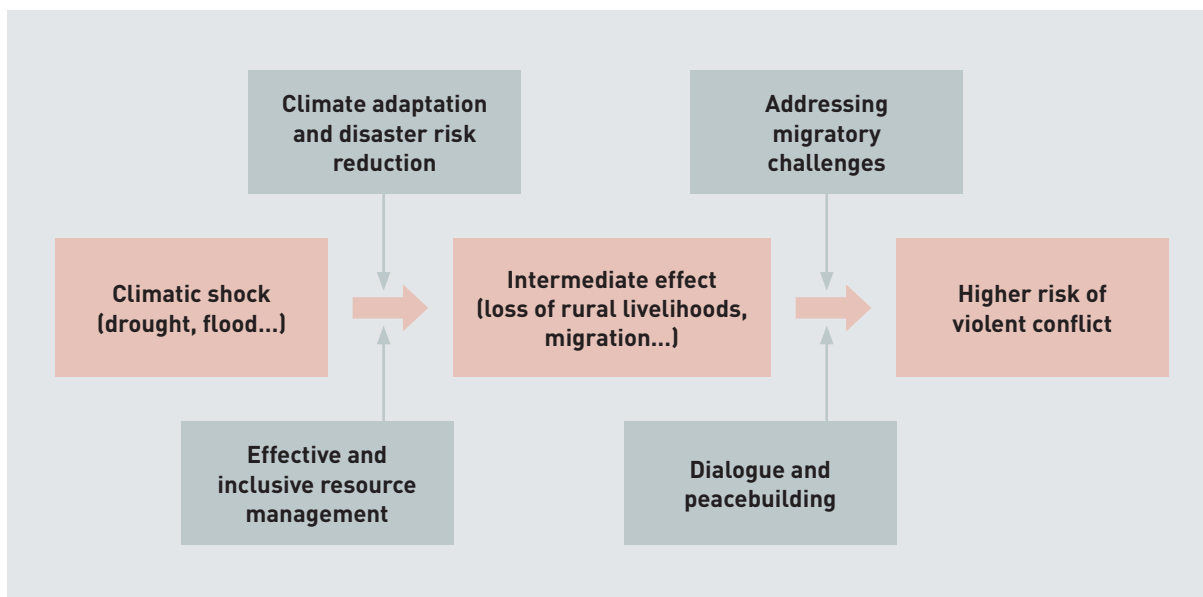 Climate adaptation
and disaster risk
reduction
Addressing
migratory
challenges
Climatic shock
(drought, flood...)
Intermediate effect
(loss of rural livelihoods,
migration...)
Higher risk of
violent conflict
Effective and
inclusive resource
management
Dialogue and
peacebuilding